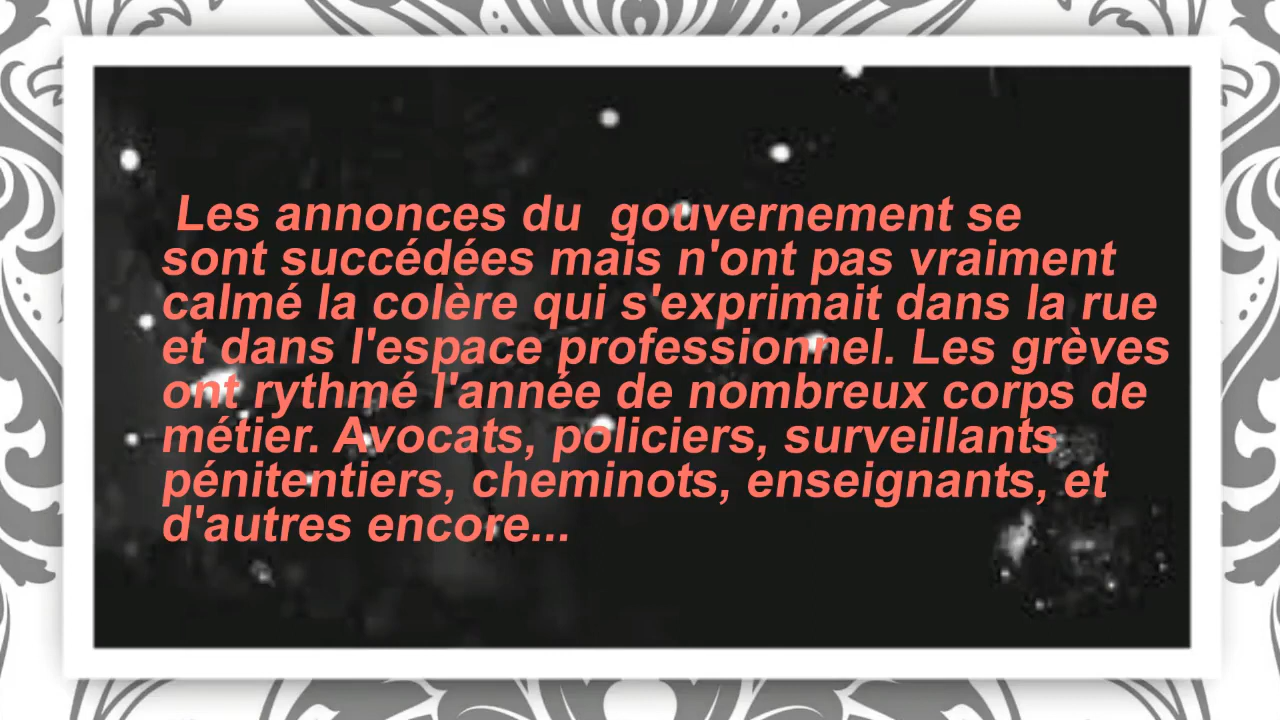 Les annonces du gouvernement se
sont succédées mais n'ont pas vraiment
calmé la colère qui s'exprimait dans la rue
et dans l'espace professionnel. Les grèves
ont rythmé l'année de nombreux corps de
métier. Avocats, policiers, surveillants
pénitentiers, cheminots, enseignants, et
d'autres encore...